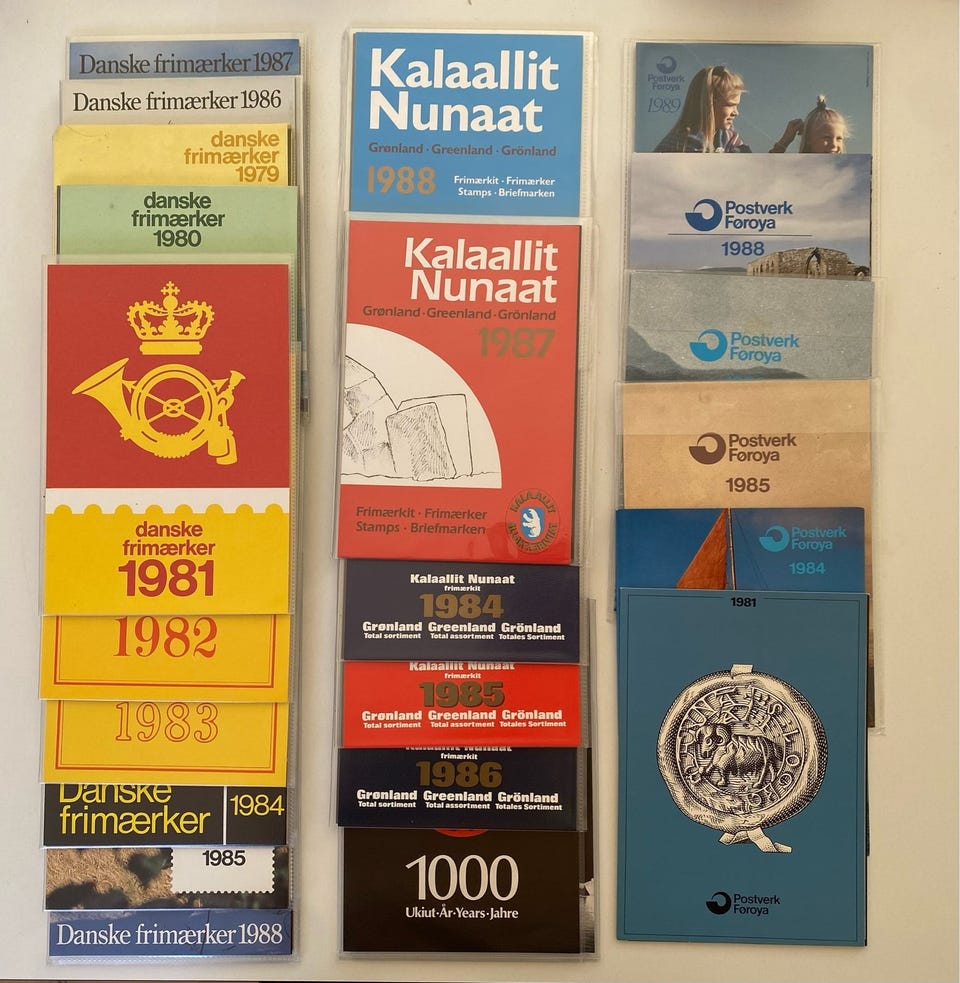 Danske frimærker 1987
Danske frimærker 1986
danske
frimærker
1979
danske
frimærker
1980
danske
frimærker
1981
1982
1983
Danske
frimærker
1984
1985
Danske frimærker 1988
Kalaallit
Nunaat
Grønland · Greenland · Grönland
1988
Frimærkit · Frimærker
Stamps · Briefmarken
Kalaallit
Nunaat
Grønland · Greenland · Grönland
1987
Frimærkit · Frimærker
Stamps · Briefmarken
KALAALLIT
Kalaallit Nunaat
frimærkit
1984
Grønland Greenland Grönland
Total sortiment Total assortment Totales Sortiment
Kalaallit Nunaat
frimærkit
1985
Grønland Greenland Grönland
Total sortiment Total assortment Totales Sortiment
Kalaallit Nunaat
frimærkit
1986
Grønland Greenland Grönland
Total sortiment Total assortment Totales Sortiment
1000
Ukiut·År·Years·Jahre
Postverk
Føroya
1989
Postverk
Føroya
1988
Postverk
Føroya
Postverk
Føroya
1985
Postverk
Føroya
1984
1981
Postverk
Føroya